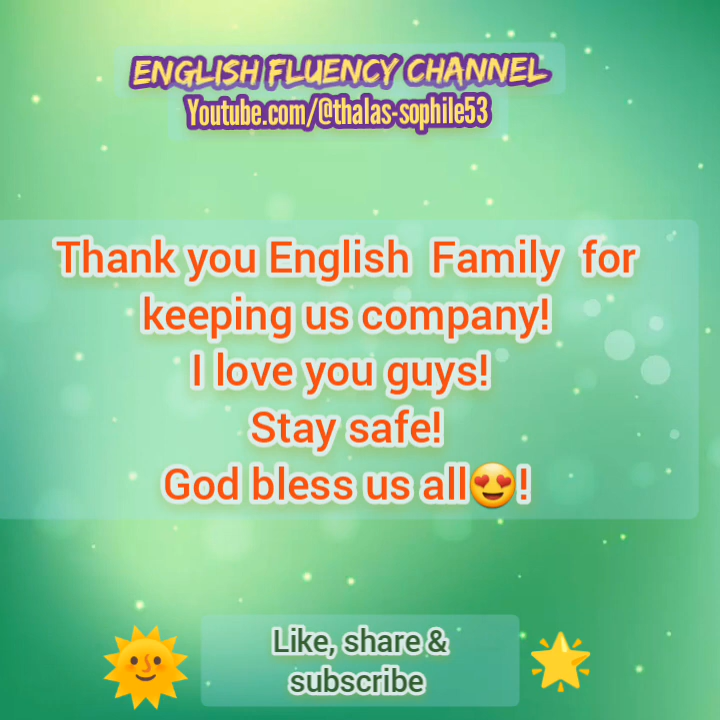 ENGLISH FLUENCY CHANNEL
Youtube.com/@thalas-sophile53
Thank you English Family for
keeping us company!
I love you guys!
Stay safe!
God bless us all😍!
Like, share &
subscribe